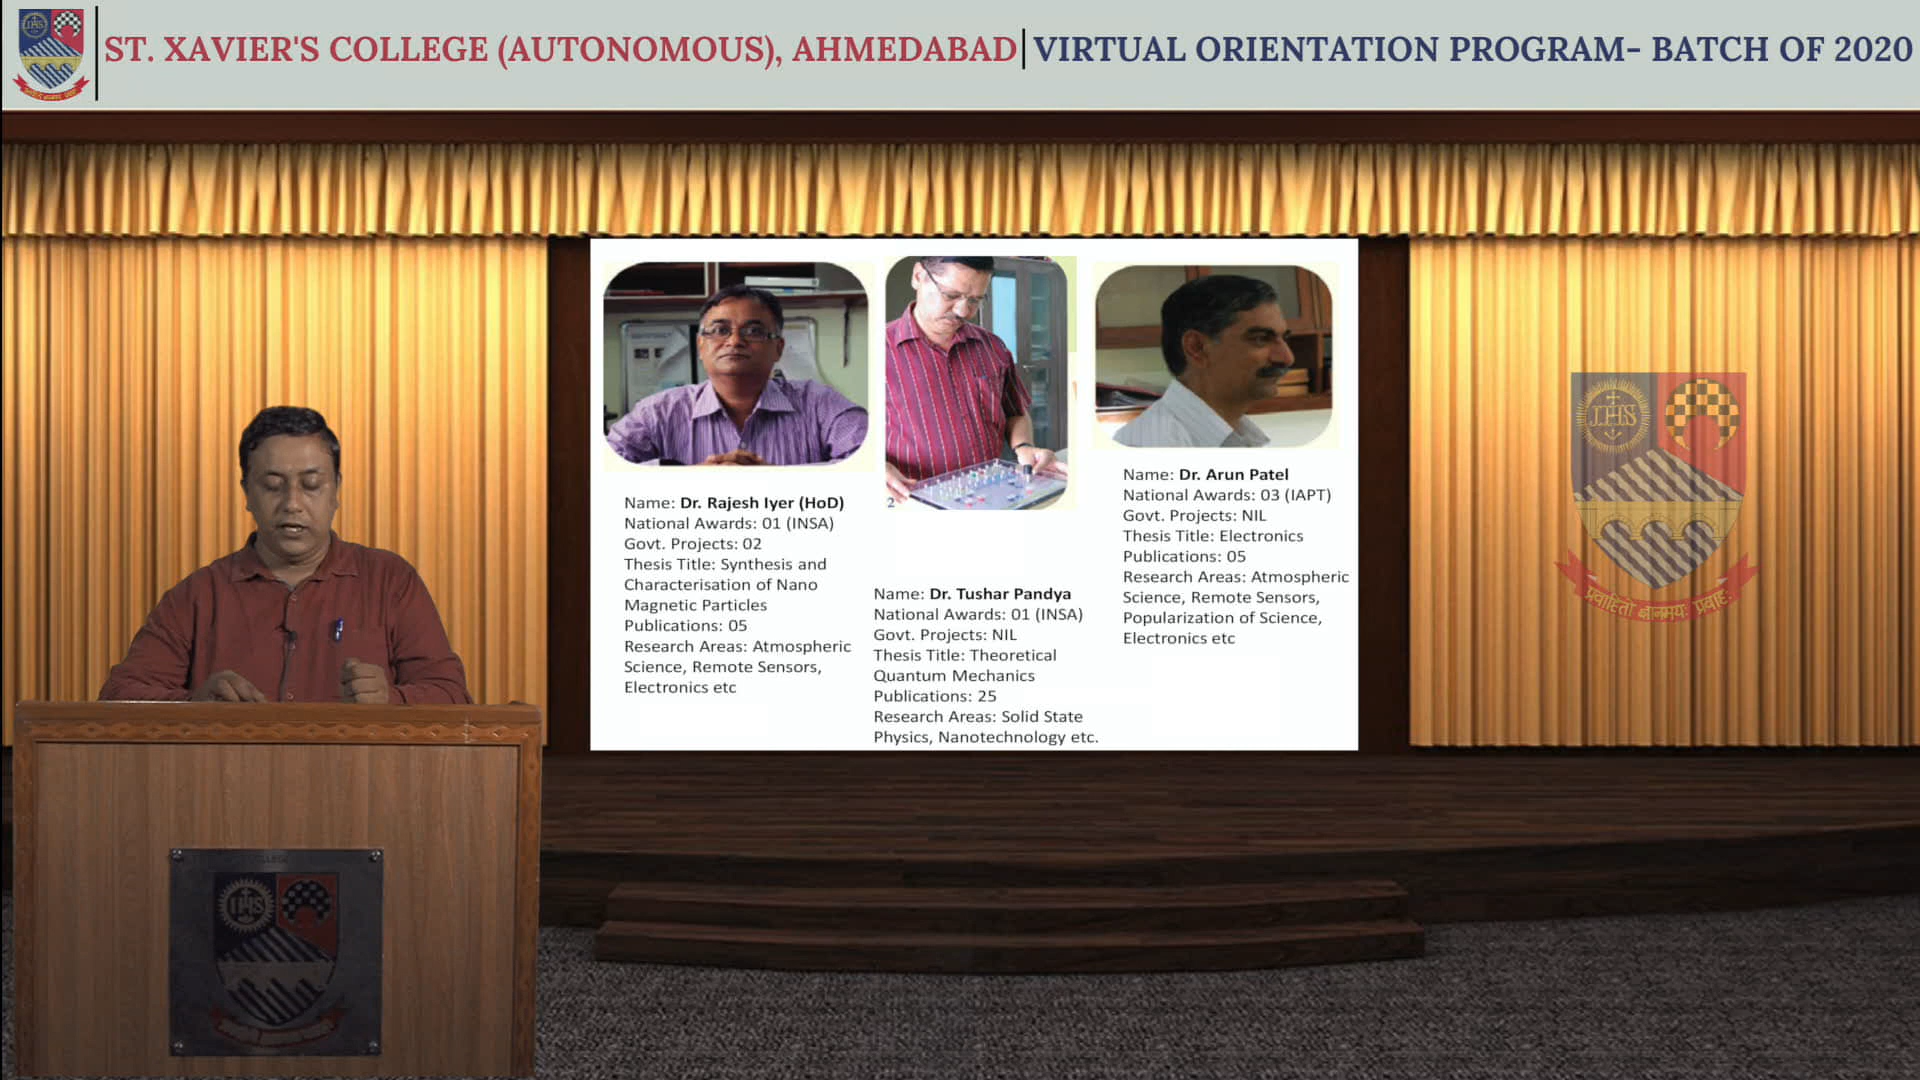 ST. XAVIER'S COLLEGE (AUTONOMOUS), AHMEDABAD
VIRTUAL ORIENTATION PROGRAM- BATCH OF 2020
Name: Dr. Rajesh Iyer (HoD)
National Awards: 01 (INSA)
Govt. Projects: 02
Thesis Title: Synthesis and
Characterisation of Nano
Magnetic Particles
Publications: 05
Research Areas: Atmospheric
Science, Remote Sensors,
Electronics etc
2
Name: Dr. Tushar Pandya
National Awards: 01 (INSA)
Govt. Projects: NIL
Thesis Title: Theoretical
Quantum Mechanics
Publications: 25
Research Areas: Solid State
Physics, Nanotechnology etc.
Name: Dr. Arun Patel
National Awards: 03 (IAPT)
Govt. Projects: NIL
Thesis Title: Electronics
Publications: 05
Research Areas: Atmospheric
Science, Remote Sensors,
Popularization of Science,
Electronics etc
IHS
IHS
IHS